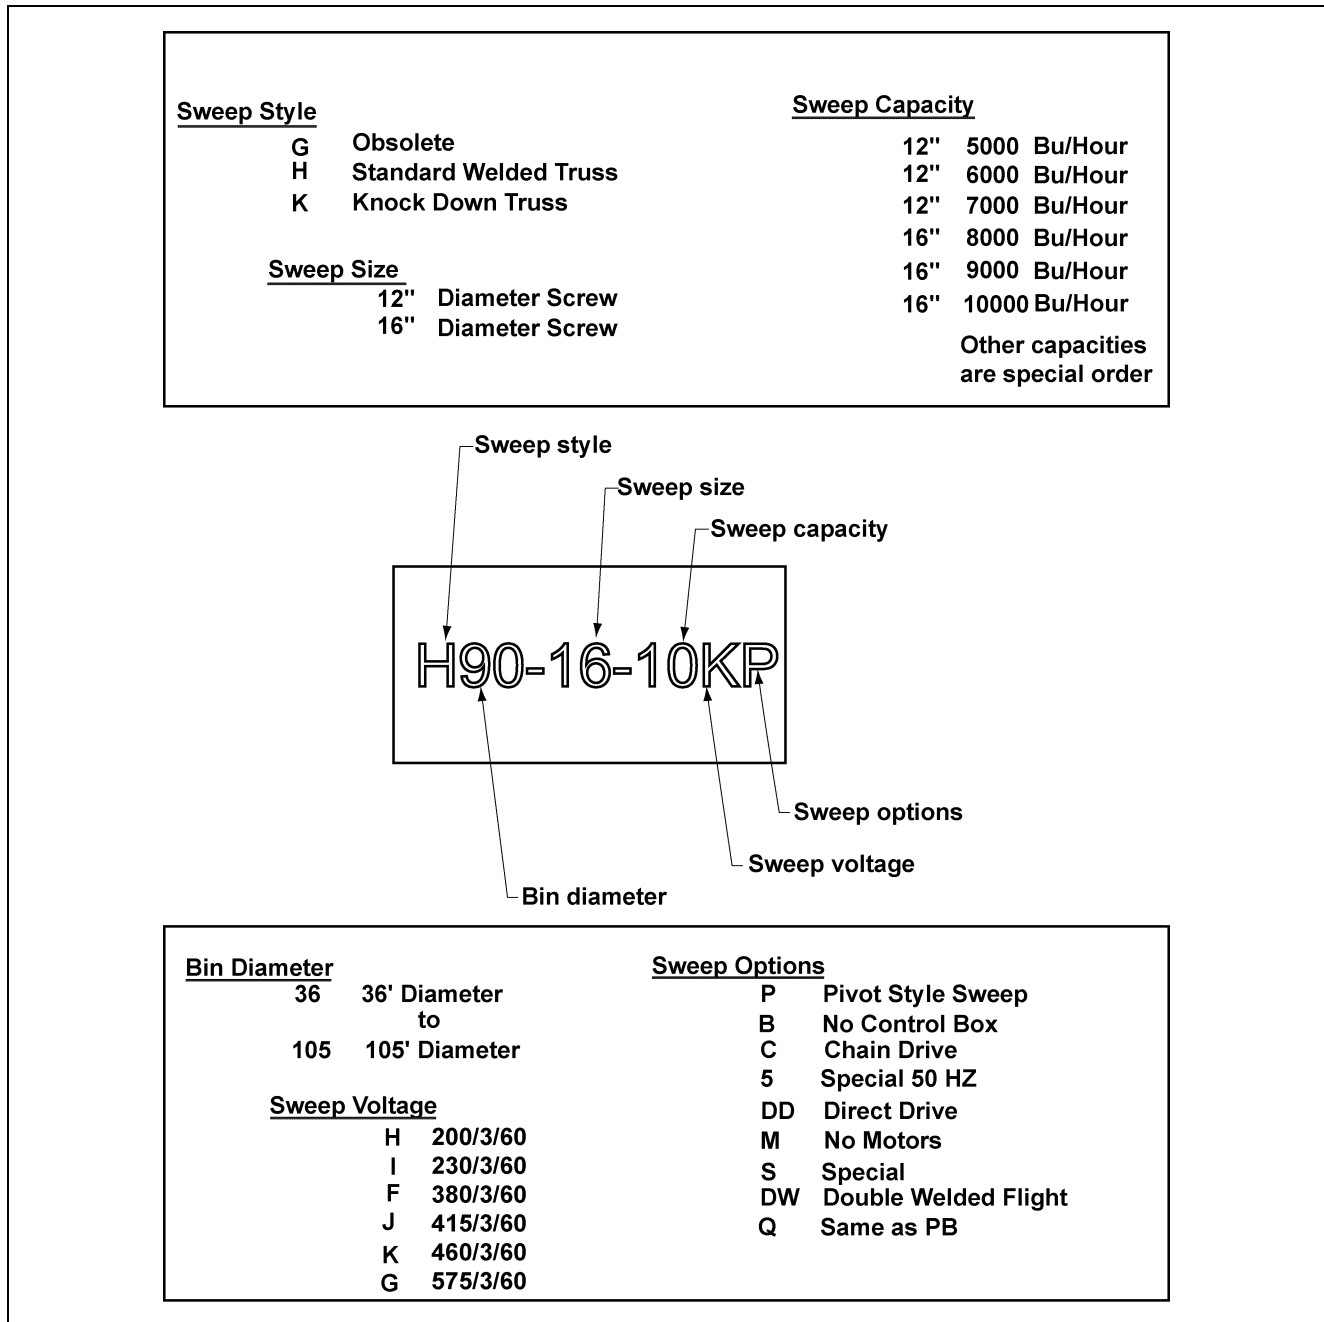 Sweep Style
G Obsolete
H Standard Welded Truss
K Knock Down Truss
Sweep Size
12" Diameter Screw
16" Diameter Screw
Sweep Capacity
12" 5000 Bu/Hour
12" 6000 Bu/Hour
12" 7000 Bu/Hour
16" 8000 Bu/Hour
16" 9000 Bu/Hour
16" 10000 Bu/Hour
Other capacities
are special order
Sweep style
Sweep size
Sweep capacity
H90-16-10KP
Sweep options
Sweep voltage
Bin diameter
Bin Diameter
36 36' Diameter
to
105 105' Diameter
Sweep Voltage
H 200/3/60
I 230/3/60
F 380/3/60
J 415/3/60
K 460/3/60
G 575/3/60
Sweep Options
P Pivot Style Sweep
B No Control Box
C Chain Drive
5 Special 50 HZ
DD Direct Drive
M No Motors
S Special
DW Double Welded Flight
Q Same as PB